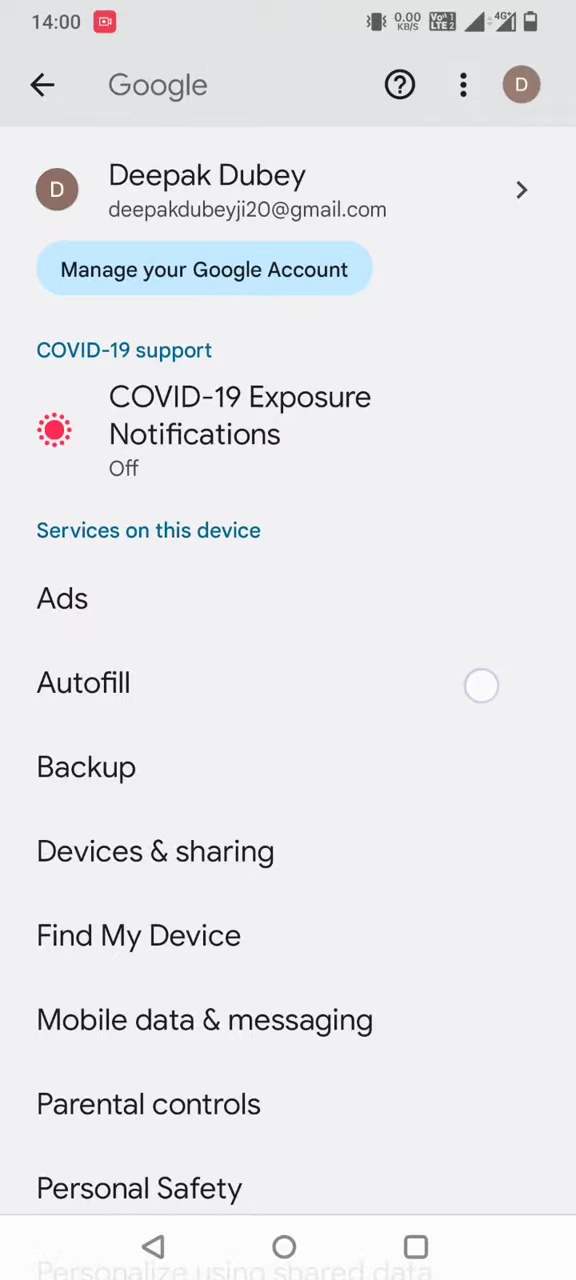 14:00 0.00 KB/S Vo 1 LTE 2 4G
Google
D
D
Deepak Dubey
deepakdubeyji20@gmail.com
Manage your Google Account
COVID-19 support
COVID-19 Exposure
Notifications
Off
Services on this device
Ads
Autofill
Backup
Devices & sharing
Find My Device
Mobile data & messaging
Parental controls
Personal Safety
Personalize using shared data